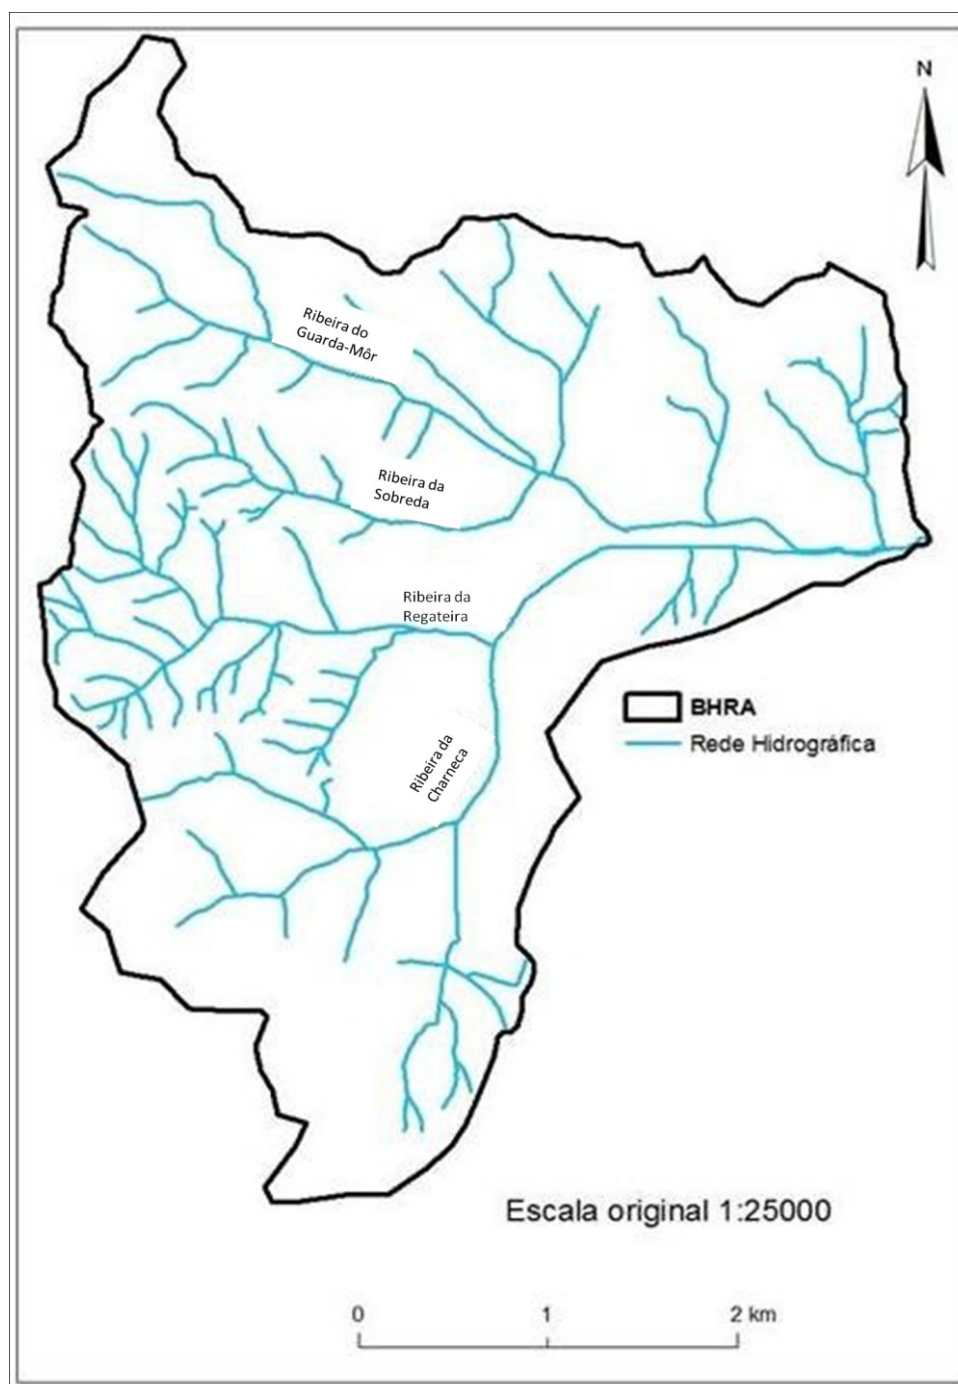 N
Ribeira do
Guarda-Môr
Ribeira da
Sobreda
Ribeira da
Regateira
BHRA
Rede Hidrográfica
Ribeira da
Charneca
Escala original 1:25000
0 1 2 km